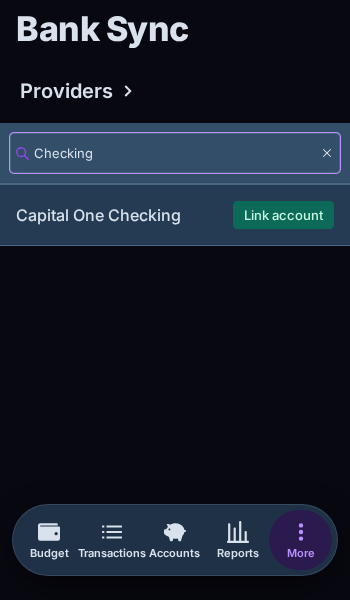 Bank Sync
Providers
Checking
Capital One Checking
Link account
Budget
Transactions
Accounts
Reports
More